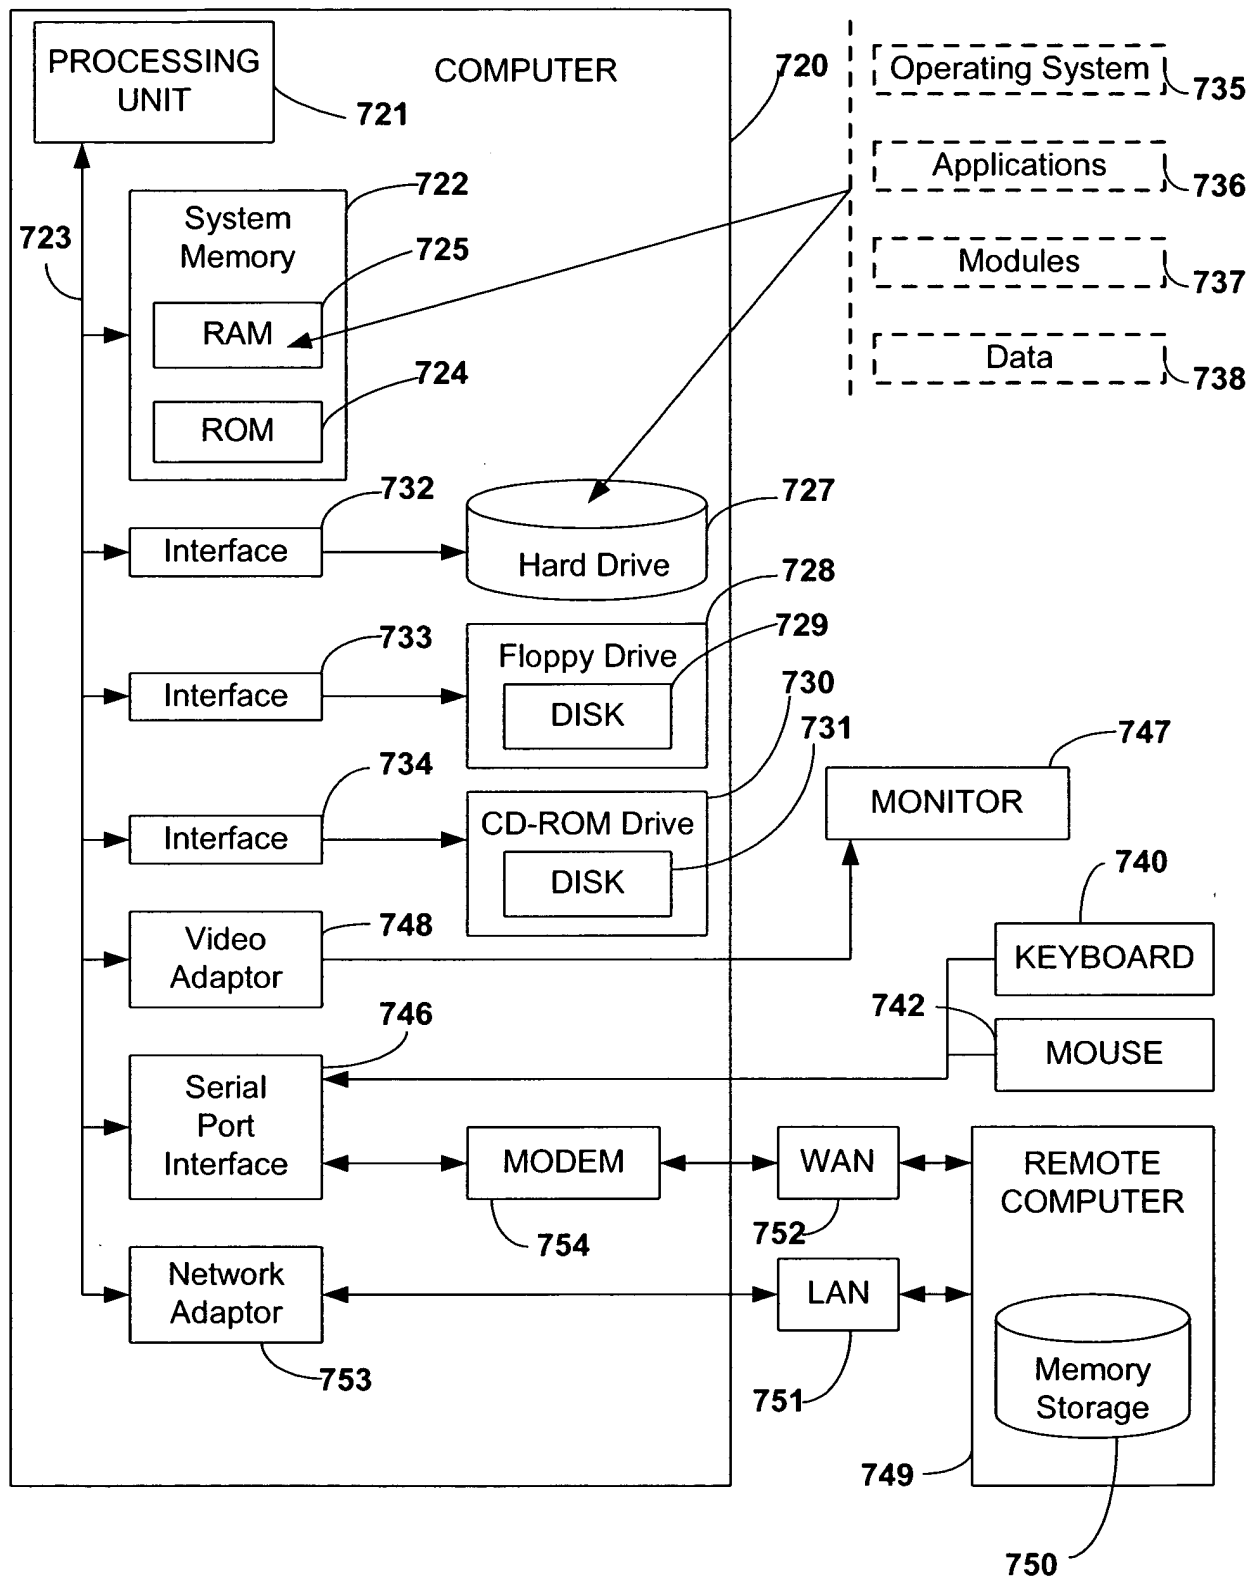 PROCESSING
UNIT
COMPUTER
721
720
Operating System
735
Applications
736
Modules
737
Data
738
722
723
System
Memory
725
RAM
724
ROM
732
Interface
727
Hard Drive
728
733
729
Interface
Floppy Drive
DISK
730
731
734
Interface
CD-ROM Drive
DISK
747
MONITOR
740
KEYBOARD
748
Video
Adaptor
742
MOUSE
746
Serial
Port
Interface
MODEM
754
WAN
752
REMOTE
COMPUTER
Network
Adaptor
753
LAN
751
Memory
Storage
749
750